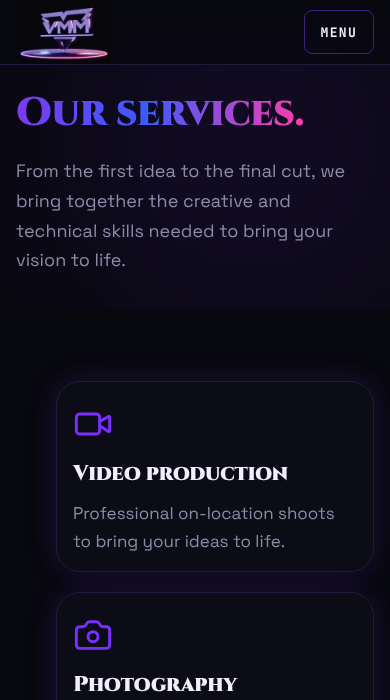 VMM
MENU
Our services.
From the first idea to the final cut, we
bring together the creative and
technical skills needed to bring your
vision to life.
Video production
Professional on-location shoots
to bring your ideas to life.
Photography